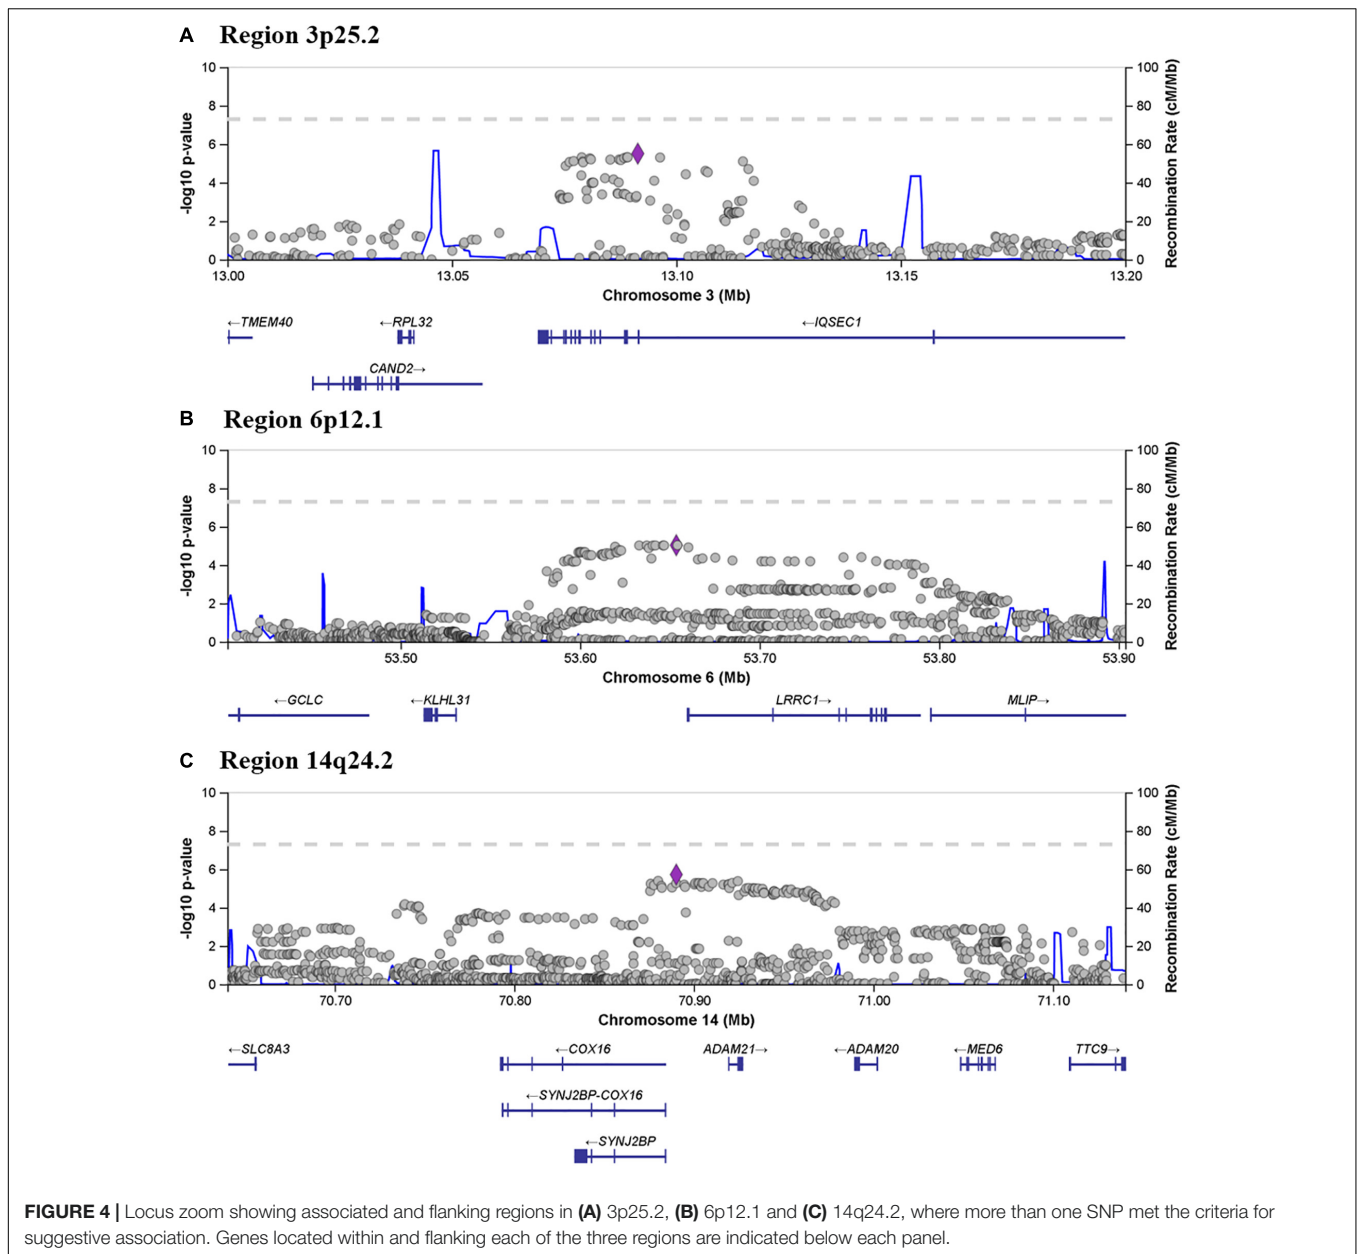 A Region 3p25.2
10 8 6 4 2 0
-log10 p-value
100 80 60 40 20 0
Recombination Rate (cM/Mb)
13.00 13.05 13.10 13.15 13.20
Chromosome 3 (Mb)
←TMEM40 ←RPL32 ←IQSEC1
CAND2→
B Region 6p12.1
10 8 6 4 2 0
-log10 p-value
100 80 60 40 20 0
Recombination Rate (cM/Mb)
53.50 53.60 53.70 53.80 53.90
Chromosome 6 (Mb)
←GCLC ←KLHL31 LRRC1→ MLIP→
C Region 14q24.2
10 8 6 4 2 0
-log10 p-value
100 80 60 40 20 0
Recombination Rate (cM/Mb)
70.70 70.80 70.90 71.00 71.10
Chromosome 14 (Mb)
←SLC8A3 ←COX16 ADAM21→ ←ADAM20 ←MED6 TTC9→
←SYNJ2BP-COX16
←SYNJ2BP
FIGURE 4 | Locus zoom showing associated and flanking regions in (A) 3p25.2, (B) 6p12.1 and (C) 14q24.2, where more than one SNP met the criteria for
suggestive association. Genes located within and flanking each of the three regions are indicated below each panel.